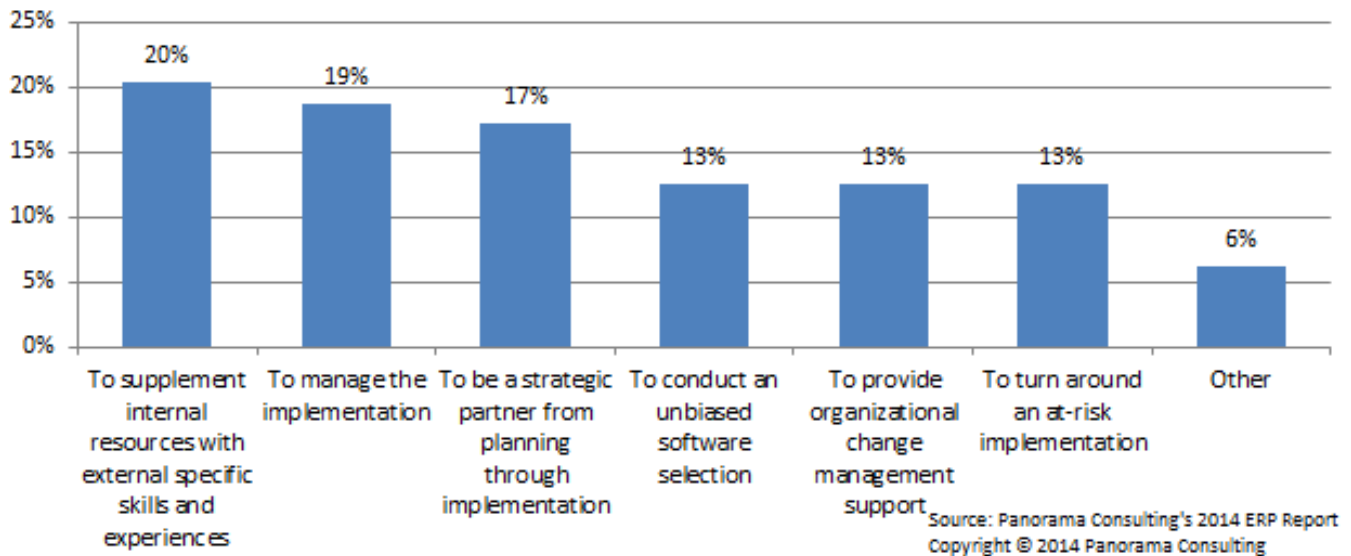 25%
20%
15%
10%
5%
0%
20%
19%
17%
13%
13%
13%
6%
To supplement
internal
resources with
external specific
skills and
experiences
To manage the
implementation
To be a strategic
partner from
planning
through
implementation
To conduct an
unbiased
software
selection
To provide
organizational
change
management
support
To turn around
an at-risk
implementation
Other
Source: Panorama Consulting's 2014 ERP Report
Copyright © 2014 Panorama Consulting